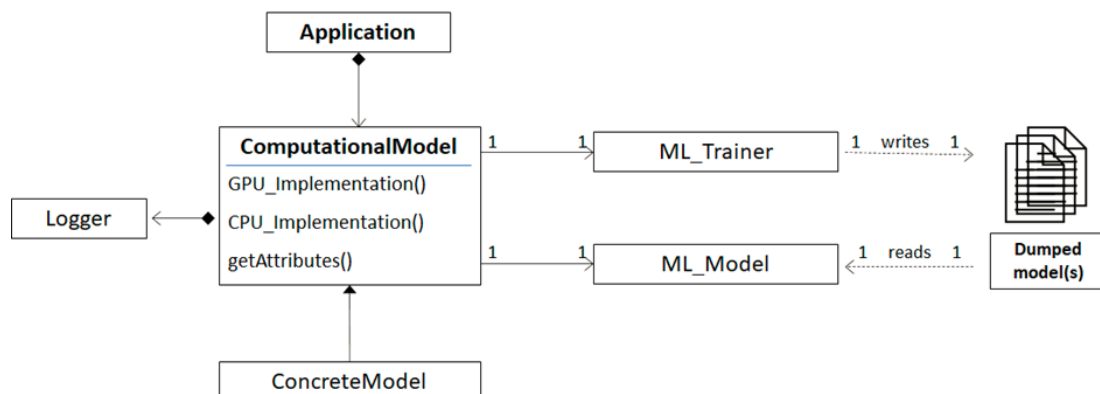 Application
ComputationalModel
GPU_Implementation()
CPU_Implementation()
getAttributes()
1 1
ML_Trainer
1 writes 1
Logger
1 1
ML_Model
1 reads 1
Dumped
model(s)
ConcreteModel